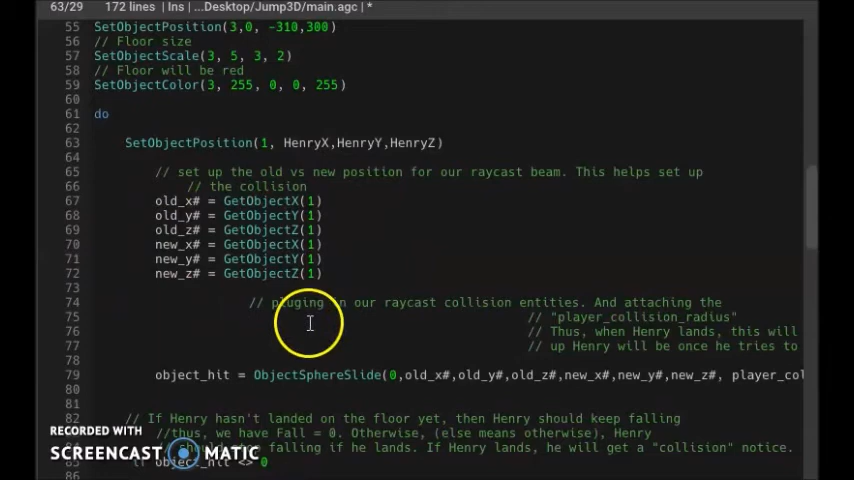 63/29 172 lines | Ins | ...Desktop/Jump3D/main.agc | *
55 SetObjectPosition(3,0, -310,300)
56 // Floor size
57 SetObjectScale(3, 5, 3, 2)
58 // Floor will be red
59 SetObjectColor(3, 255, 0, 0, 255)
60
61 do
62
63 SetObjectPosition(1, HenryX,HenryY,HenryZ)
64
65 // set up the old vs new position for our raycast beam. This helps set up
66 // the collision
67 old_x# = GetObjectX(1)
68 old_y# = GetObjectY(1)
69 old_z# = GetObjectZ(1)
70 new_x# = GetObjectX(1)
71 new_y# = GetObjectY(1)
72 new_z# = GetObjectZ(1)
73
74 // pluging in our raycast collision entities. And attaching the
75 // "player_collision_radius"
76 // Thus, when Henry lands, this will
77 // up Henry will be once he tries to
78
79 object_hit = ObjectSphereSlide(0,old_x#,old_y#,old_z#,new_x#,new_y#,new_z#, player_col
80
81
82 // If Henry hasn't landed on the floor yet, then Henry should keep falling
//thus, we have Fall = 0. Otherwise, (else means otherwise), Henry
falling if he lands. If Henry lands, he will get a "collision" notice.
if object_hit <> 0
86
RECORDED WITH
SCREENCAST MATIC